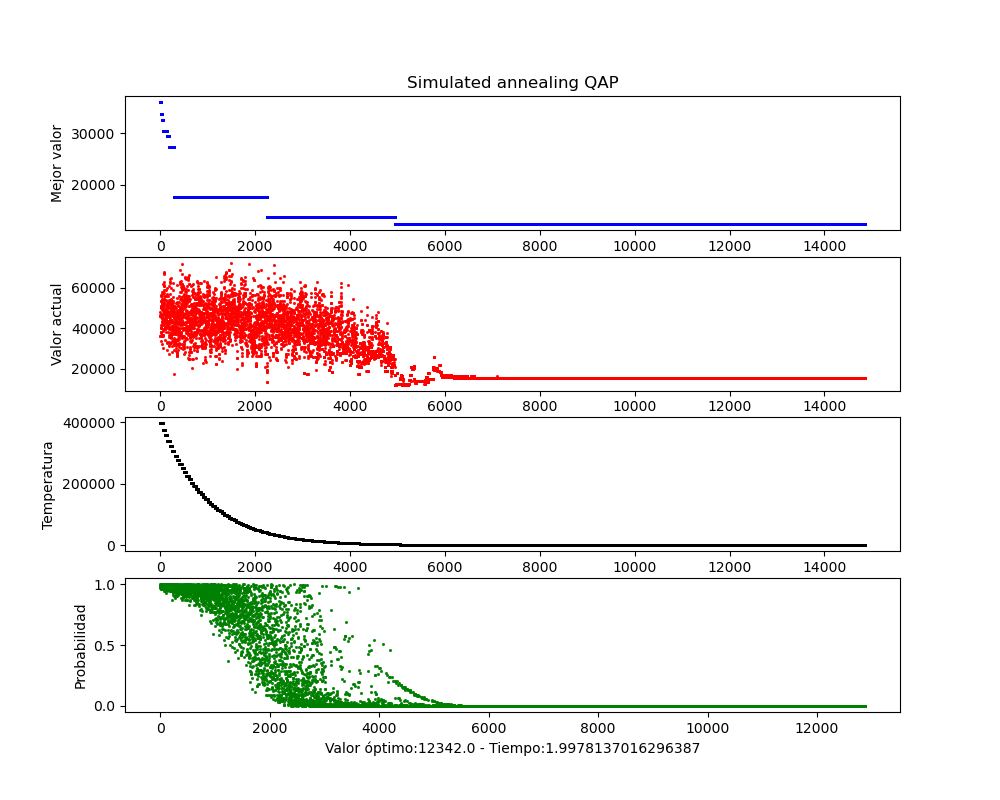 Simulated annealing QAP
Mejor valor
30000
20000
0 2000 4000 6000 8000 10000 12000 14000
Valor actual
60000
40000
20000
0 2000 4000 6000 8000 10000 12000 14000
Temperatura
400000
200000
0
0 2000 4000 6000 8000 10000 12000 14000
Probabilidad
1.0
0.5
0.0
0 2000 4000 6000 8000 10000 12000
Valor óptimo:12342.0 - Tiempo:1.9978137016296387